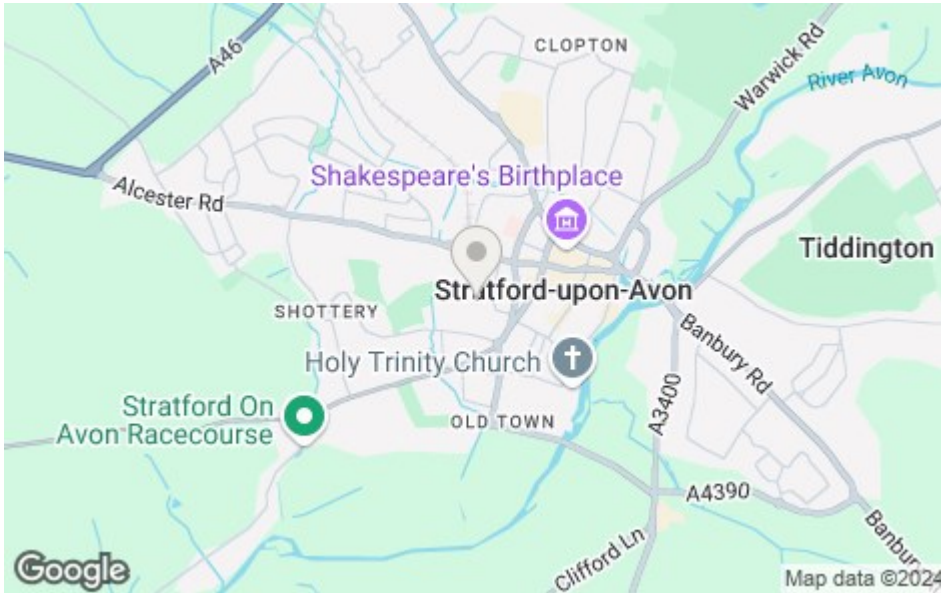 CLOPTON
A46
Warwick Rd
River Avon
Alcester Rd
Shakespeare's Birthplace
Tiddington
Stratford-upon-Avon
SHOTTERY
Banbury Rd
Holy Trinity Church
Stratford On
Avon Racecourse
A3400
OLD TOWN
A4390
Clifford Ln
Google
Map data ©2024